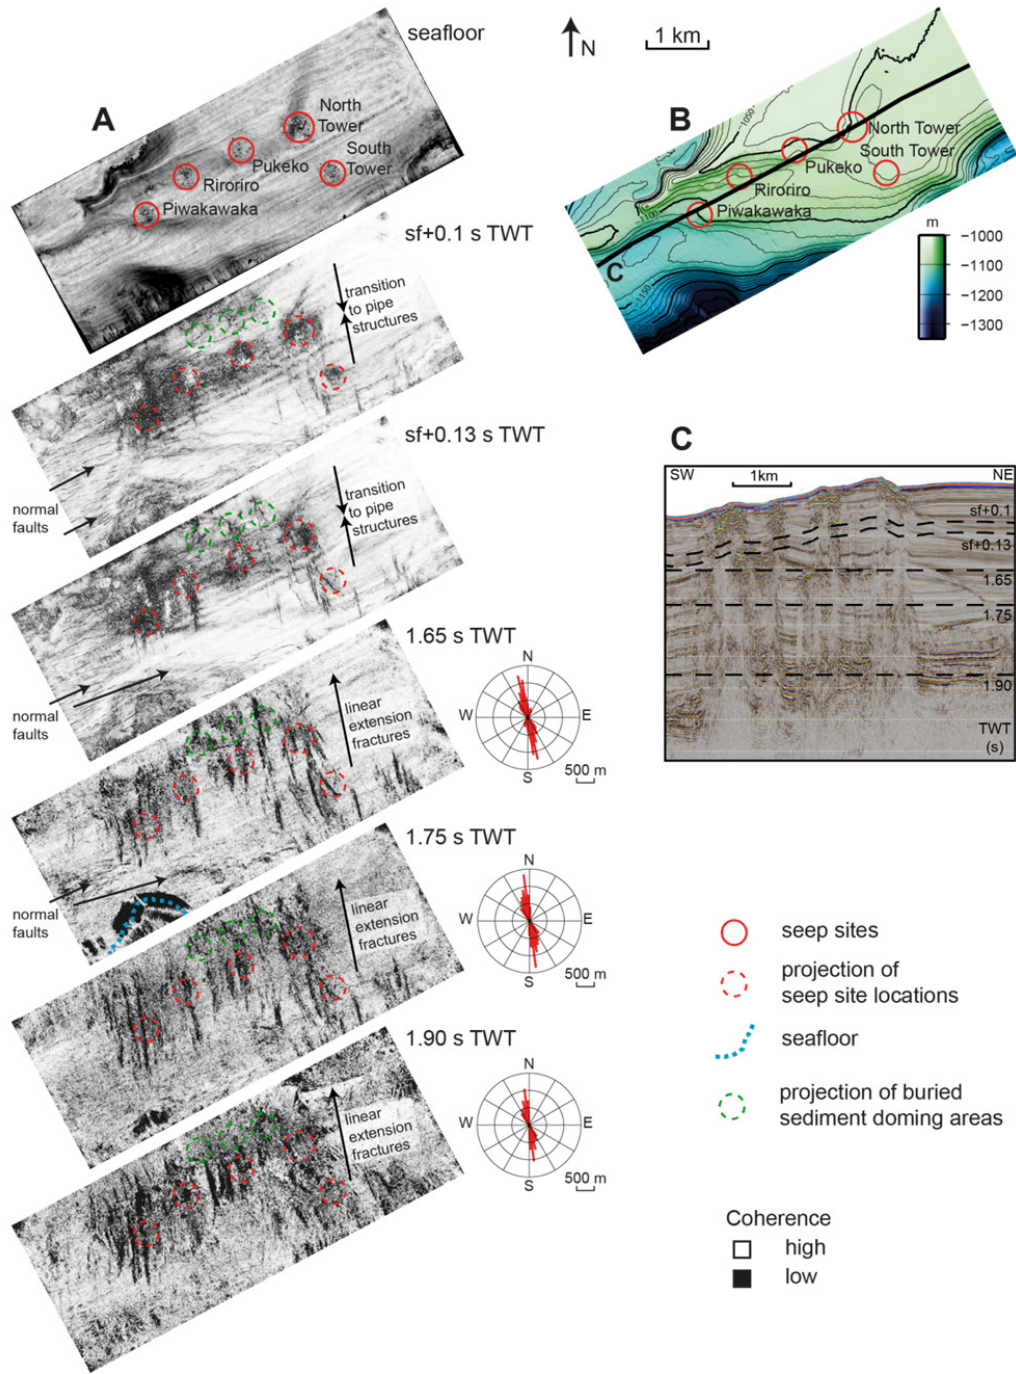 seafloor
A
North
Tower
South
Tower
Pukeko
Riroriro
Piwakawaka
N
1 km
B
-1050
North Tower
South Tower
Pukeko
Riroriro
Piwakawaka
-1100
-1150
C
m
-1000
-1100
-1200
-1300
sf+0.1 s TWT
transition
to pipe
structures
normal
faults
sf+0.13 s TWT
transition
to pipe
structures
normal
faults
C
SW
1km
NE
sf+0.1
sf+0.13
1.65
1.75
1.90
TWT
(s)
1.65 s TWT
linear
extension
fractures
N
W
E
S
500 m
normal
faults
1.75 s TWT
linear
extension
fractures
N
W
E
S
500 m
1.90 s TWT
linear
extension
fractures
N
W
E
S
500 m
seep sites
projection of
seep site locations
seafloor
projection of buried
sediment doming areas
Coherence
high
low